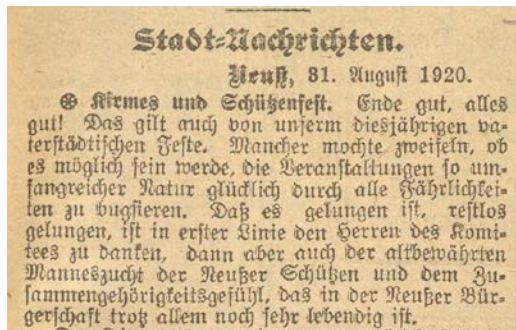 Stadt-Nachrichten.
Neuß, 31. August 1920.
⊕ Kirmes und Schützenfest. Ende gut, alles
gut! Das gilt auch von unserm diesjährigen va-
terstädtischen Feste. Mancher mochte zweifeln, ob
es möglich sein werde, die Veranstaltungen so um-
fangreicher Natur glücklich durch alle Fährlichkei-
ten zu bugsieren. Daß es gelungen ist, restlos
gelungen, ist in erster Linie den Herren des Komi-
tees zu danken, dann aber auch der altbewährten
Manneszucht der Neußer Schützen und dem Zu-
sammengehörigkeitsgefühl, das in der Neußer Bür-
gerschaft trotz allem noch sehr lebendig ist.